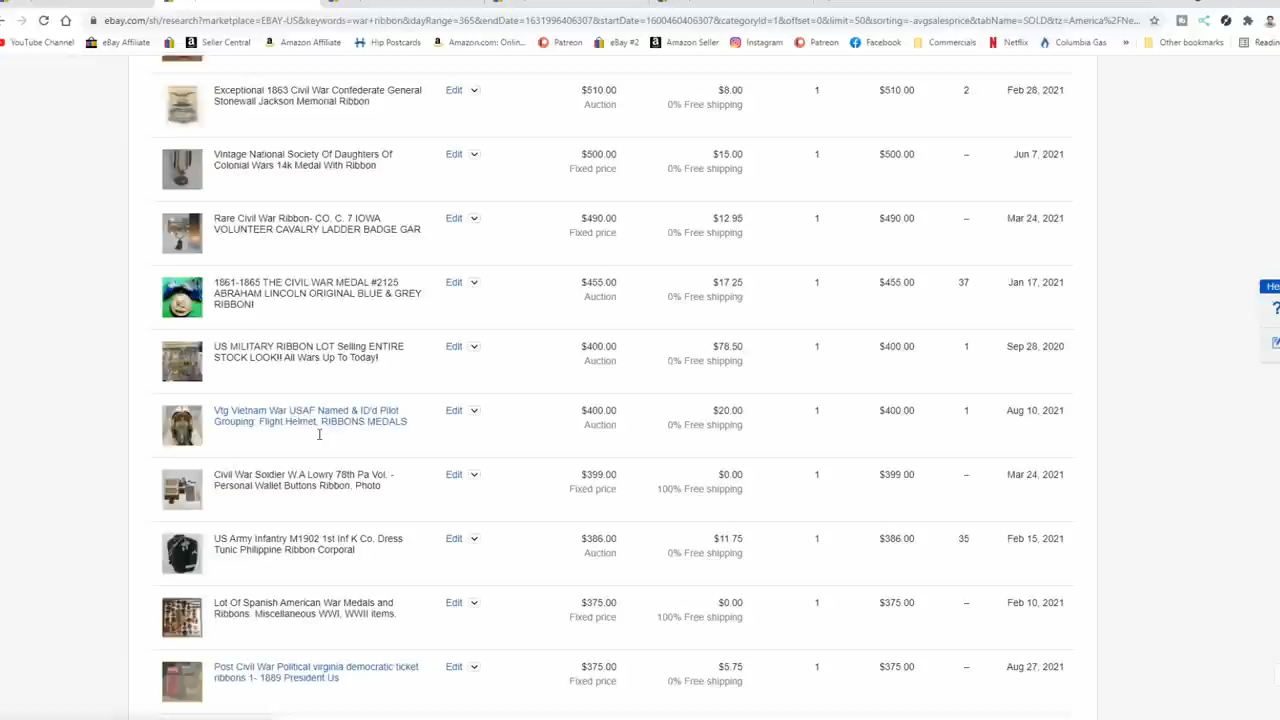 ebay.com/sh/research?marketplace=EBAY-US&keywords=war+ribbon&dayRange=365&endDate=1631996406307&startDate=1600460406307&categoryId=1&offset=0&limit=50&sorting=-avgsalesprice&tabName=SOLD&tz=America%2FNe...
YouTube Channel eBay Affiliate Seller Central Amazon Affiliate Hip Postcards Amazon.com: Onlin... Patreon eBay #2 Amazon Seller Instagram Patreon Facebook Commercials Netflix Columbia Gas » Other bookmarks Readin
Exceptional 1863 Civil War Confederate General Edit $510.00 $8.00 1 $510.00 2 Feb 28, 2021
Stonewall Jackson Memorial Ribbon Auction 0% Free shipping
Vintage National Society Of Daughters Of Edit $500.00 $15.00 1 $500.00 – Jun 7, 2021
Colonial Wars 14k Medal With Ribbon Fixed price 0% Free shipping
Rare Civil War Ribbon- CO. C. 7 IOWA Edit $490.00 $12.95 1 $490.00 – Mar 24, 2021
VOLUNTEER CAVALRY LADDER BADGE GAR Fixed price 0% Free shipping
1861-1865 THE CIVIL WAR MEDAL #2125 Edit $455.00 $17.25 1 $455.00 37 Jan 17, 2021
ABRAHAM LINCOLN ORIGINAL BLUE & GREY Auction 0% Free shipping
RIBBON!
US MILITARY RIBBON LOT Selling ENTIRE Edit $400.00 $78.50 1 $400.00 1 Sep 28, 2020
STOCK LOOK!! All Wars Up To Today! Auction 0% Free shipping
Vtg Vietnam War USAF Named & ID'd Pilot Edit $400.00 $20.00 1 $400.00 1 Aug 10, 2021
Grouping: Flight Helmet, RIBBONS MEDALS Auction 0% Free shipping
Civil War Soldier W.A Lowry 78th Pa Vol. - Edit $399.00 $0.00 1 $399.00 – Mar 24, 2021
Personal Wallet Buttons Ribbon, Photo Fixed price 100% Free shipping
US Army Infantry M1902 1st Inf K Co. Dress Edit $386.00 $11.75 1 $386.00 35 Feb 15, 2021
Tunic Philippine Ribbon Corporal Auction 0% Free shipping
Lot Of Spanish American War Medals and Edit $375.00 $0.00 1 $375.00 – Feb 10, 2021
Ribbons. Miscellaneous WWI, WWII items. Fixed price 100% Free shipping
Post Civil War Political virginia democratic ticket Edit $375.00 $5.75 1 $375.00 – Aug 27, 2021
ribbons 1- 1889 President Us Fixed price 0% Free shipping
He
?